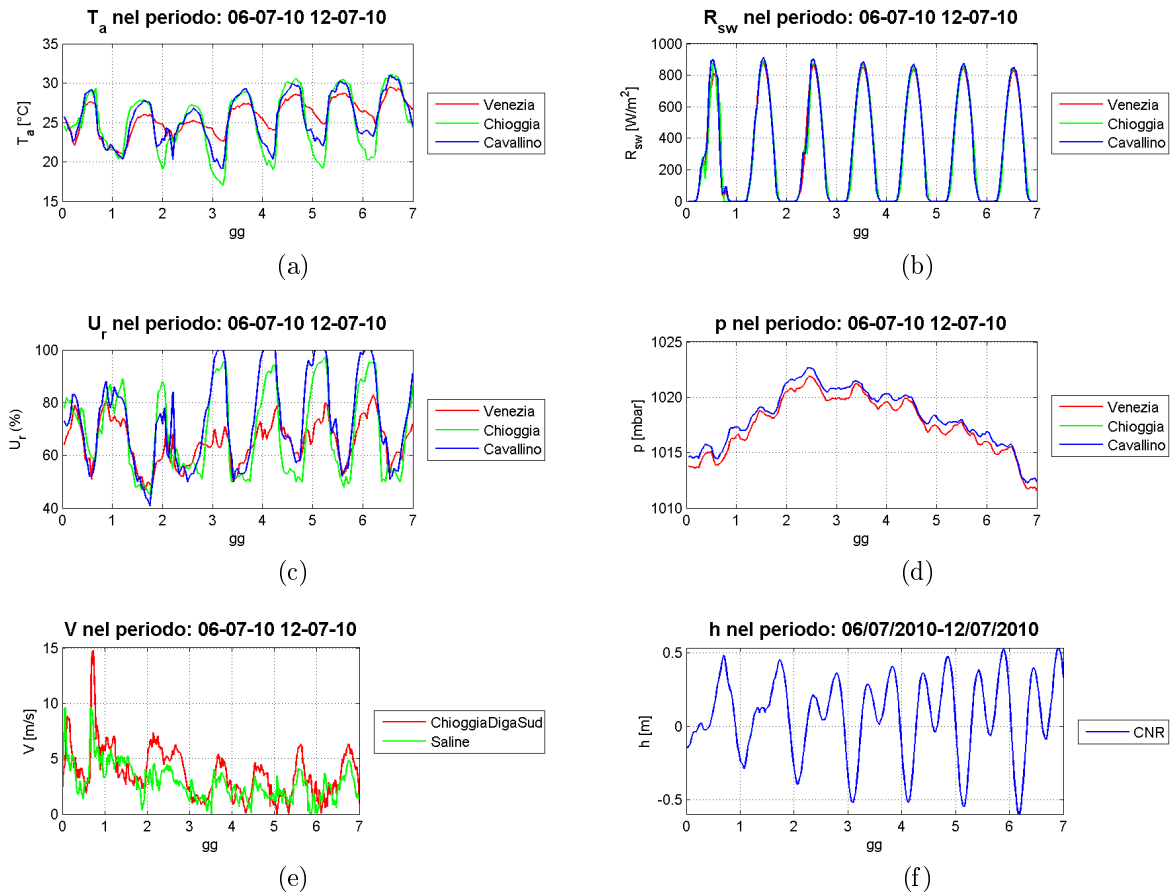 T_a nel periodo: 06-07-10 12-07-10
35
30
25
20
15
T_a [°C]
0 1 2 3 4 5 6 7
gg
Venezia
Chioggia
Cavallino
(a)
R_sw nel periodo: 06-07-10 12-07-10
1000
800
600
400
200
0
R_sw [W/m²]
0 1 2 3 4 5 6 7
gg
Venezia
Chioggia
Cavallino
(b)
U_r nel periodo: 06-07-10 12-07-10
100
80
60
40
U_r (%)
0 1 2 3 4 5 6 7
gg
Venezia
Chioggia
Cavallino
(c)
p nel periodo: 06-07-10 12-07-10
1025
1020
1015
1010
p [mbar]
0 1 2 3 4 5 6 7
gg
Venezia
Chioggia
Cavallino
(d)
V nel periodo: 06-07-10 12-07-10
15
10
5
0
V [m/s]
0 1 2 3 4 5 6 7
gg
ChioggiaDigaSud
Saline
(e)
h nel periodo: 06/07/2010-12/07/2010
0.5
0
-0.5
h [m]
0 1 2 3 4 5 6 7
gg
CNR
(f)